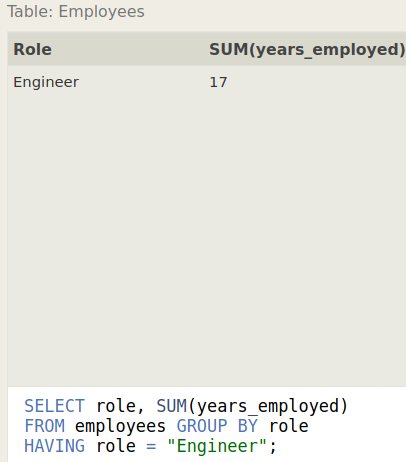 Table: Employees
Role SUM(years_employed)
Engineer 17
SELECT role, SUM(years_employed)
FROM employees GROUP BY role
HAVING role = "Engineer";